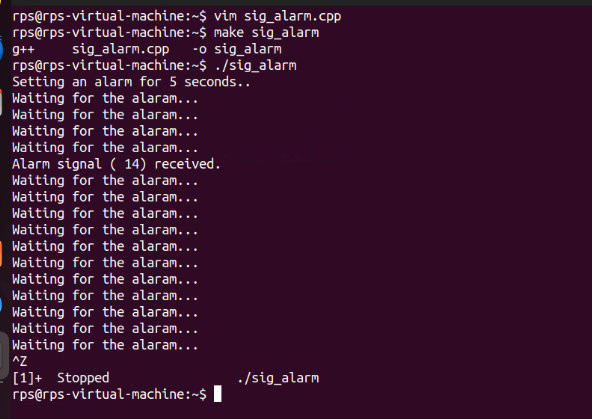 rps@rps-virtual-machine:~$ vim sig_alarm.cpp
rps@rps-virtual-machine:~$ make sig_alarm
g++     sig_alarm.cpp   -o sig_alarm
rps@rps-virtual-machine:~$ ./sig_alarm
Setting an alarm for 5 seconds..
Waiting for the alaram...
Waiting for the alaram...
Waiting for the alaram...
Waiting for the alaram...
Alarm signal ( 14) received.
Waiting for the alaram...
Waiting for the alaram...
Waiting for the alaram...
Waiting for the alaram...
Waiting for the alaram...
Waiting for the alaram...
Waiting for the alaram...
Waiting for the alaram...
Waiting for the alaram...
Waiting for the alaram...
Waiting for the alaram...
^Z
[1]+  Stopped                 ./sig_alarm
rps@rps-virtual-machine:~$